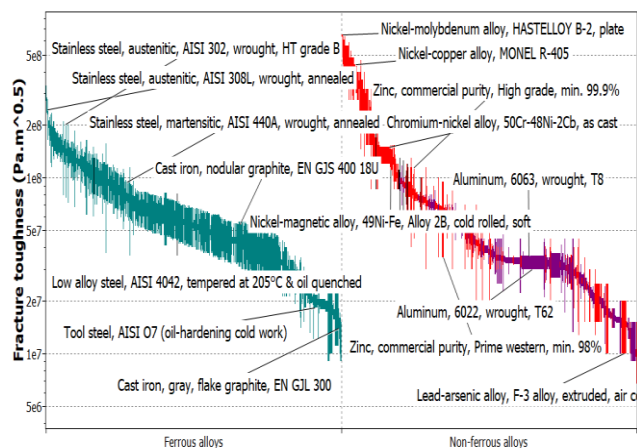 Nickel-molybdenum alloy, HASTELLOY B-2, plate
Stainless steel, austenitic, AISI 302, wrought, HT grade B
Nickel-copper alloy, MONEL R-405
5e8
Stainless steel, austenitic, AISI 308L, wrought, annealed
Zinc, commercial purity, High grade, min. 99.9%
Stainless steel, martensitic, AISI 440A, wrought, annealed
Chromium-nickel alloy, 50Cr-48Ni-2Cb, as cast
2e8
Cast iron, nodular graphite, EN GJS 400 18U
1e8
Aluminum, 6063, wrought, T8
Nickel-magnetic alloy, 49Ni-Fe, Alloy 2B, cold rolled, soft
5e7
Low alloy steel, AISI 4042, tempered at 205°C & oil quenched
2e7
Aluminum, 6022, wrought, T62
Tool steel, AISI O7 (oil-hardening cold work)
Zinc, commercial purity, Prime western, min. 98%
1e7
Cast iron, gray, flake graphite, EN GJL 300
Lead-arsenic alloy, F-3 alloy, extruded, air co
5e6
Fracture toughness (Pa.m^0.5)
Ferrous alloys
Non-ferrous alloys